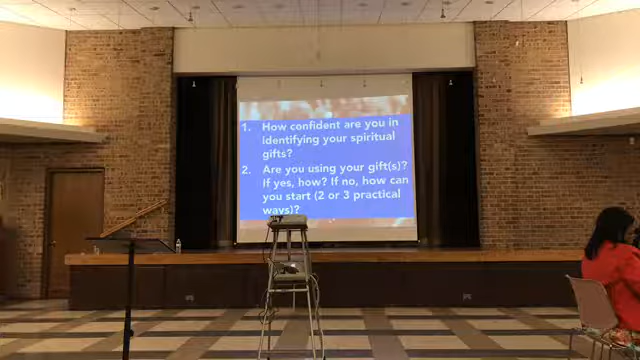 1. How confident are you in
identifying your spiritual
gifts?
2. Are you using your gift(s)?
If yes, how? If no, how can
you start (2 or 3 practical
ways)?